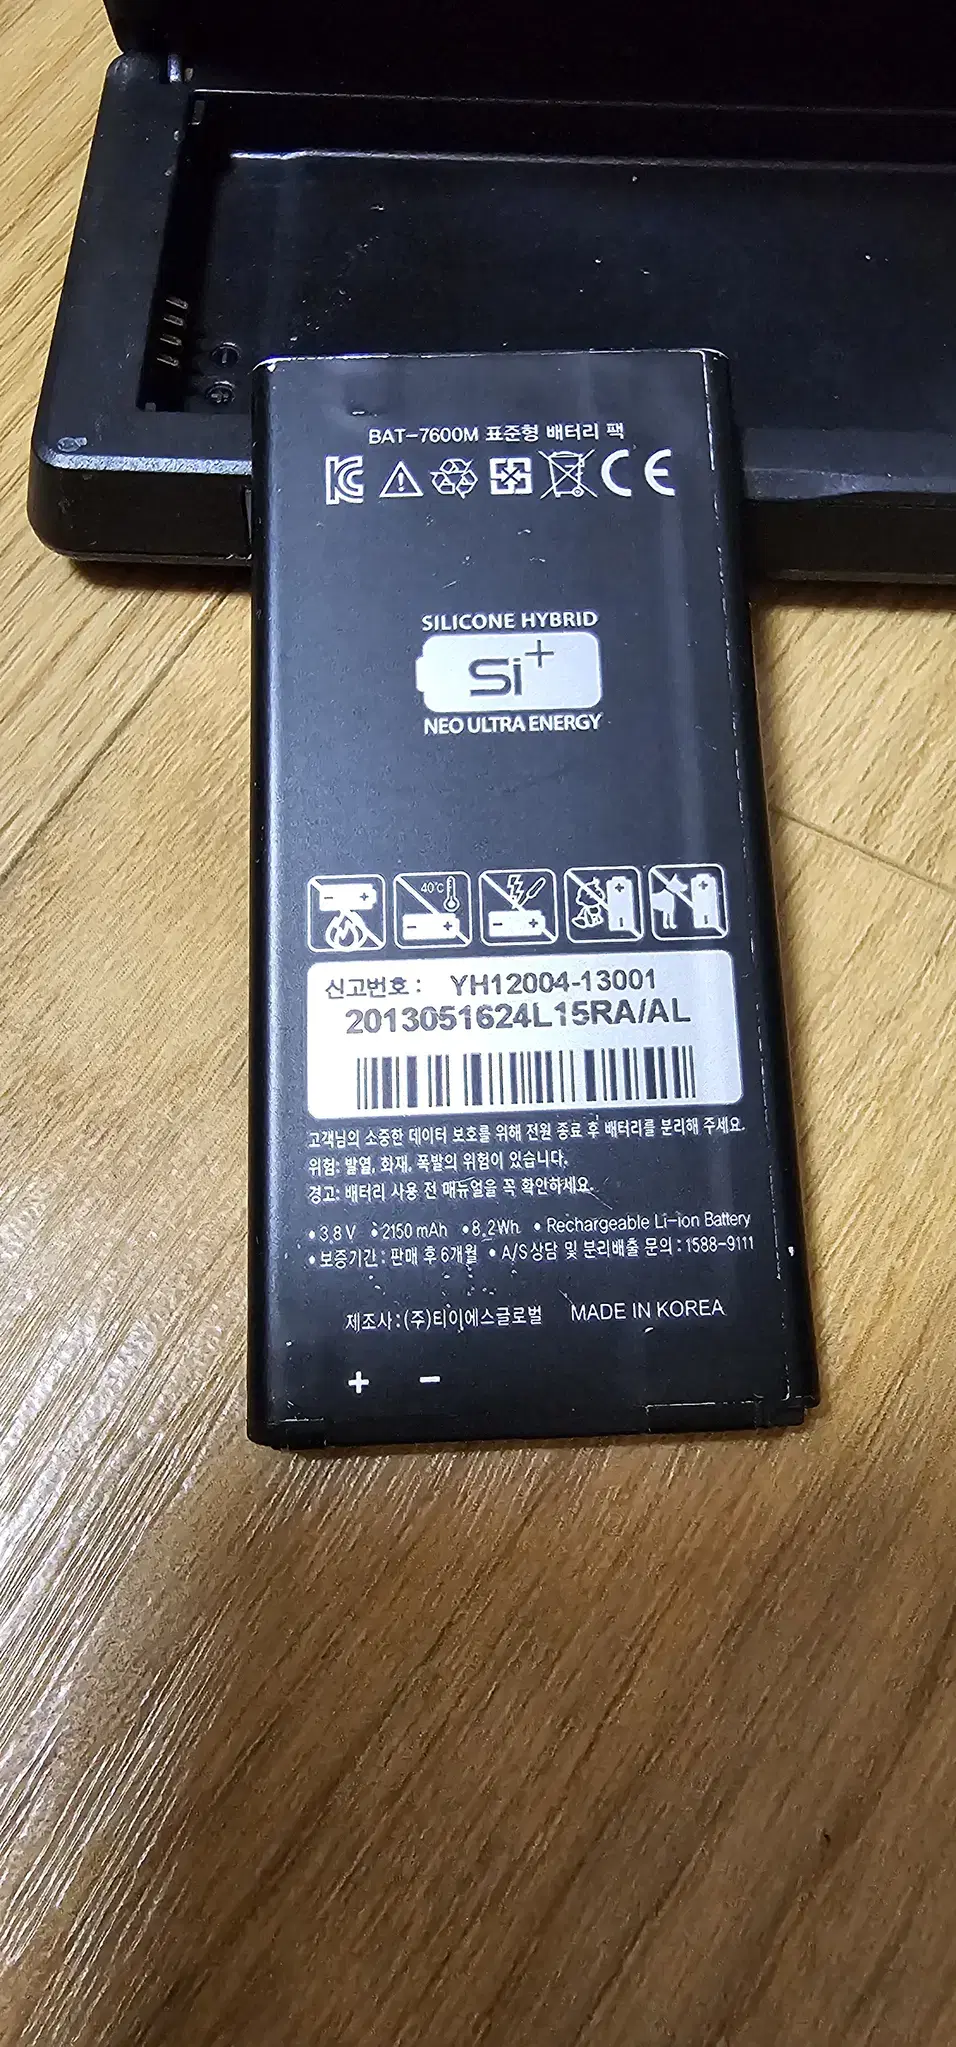 BAT-7600M 표준형 배터리 팩
SILICONE HYBRID
Si+
NEO ULTRA ENERGY
40℃
신고번호 : YH12004-13001
2013051624L15RA/AL
고객님의 소중한 데이터 보호를 위해 전원 종료 후 배터리를 분리해 주세요.
위험: 발열, 화재, 폭발의 위험이 있습니다.
경고: 배터리 사용 전 매뉴얼을 꼭 확인하세요.
• 3.8 V • 2150 mAh • 8.2Wh • Rechargeable Li-ion Battery
• 보증기간 : 판매 후 6개월 • A/S상담 및 분리배출 문의 : 1588-9111
제조사 : (주)티이에스글로벌 MADE IN KOREA
+ −